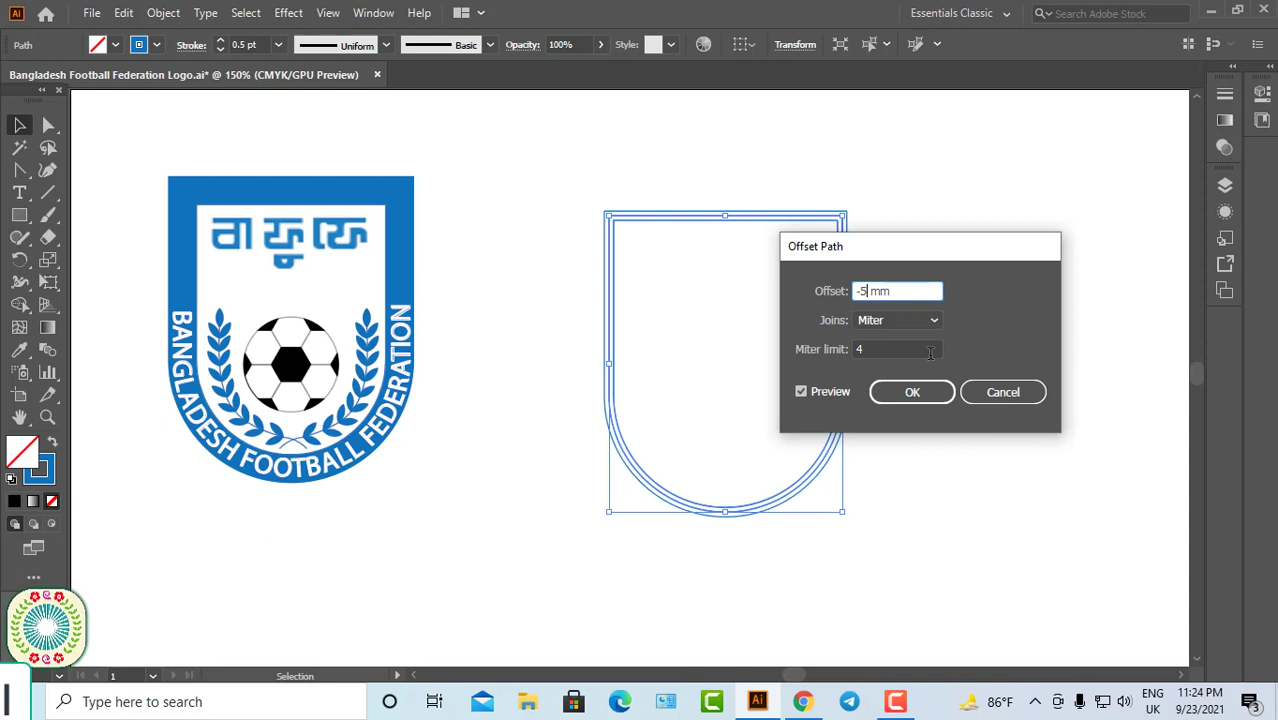 Ai File Edit Object Type Select Effect View Window Help Essentials Classic Search Adobe Stock
Path Stroke: 0.5 pt Uniform Basic Opacity: 100% Style: Transform
Bangladesh Football Federation Logo.ai* @ 150% (CMYK/GPU Preview)
বাফুফে
BANGLADESH FOOTBALL FEDERATION
Offset Path
Offset: -5 mm
Joins: Miter
Miter limit: 4
Preview OK Cancel
1 Selection
Type here to search
Ai
86°F
ENG
UK
11:24 PM
9/23/2021
3